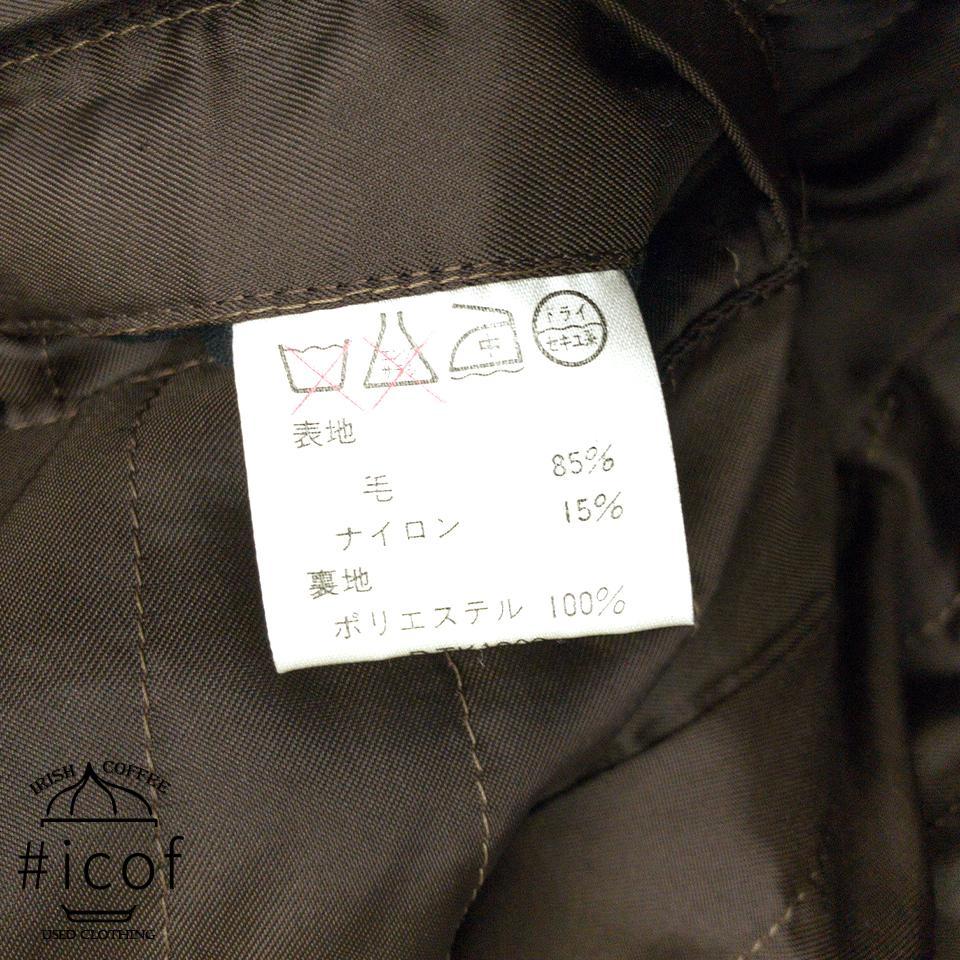 中
ドライ
セキユ系
表地
毛 85%
ナイロン 15%
裏地
ポリエステル 100%
IRISH COFFEE
#icof
USED CLOTHING